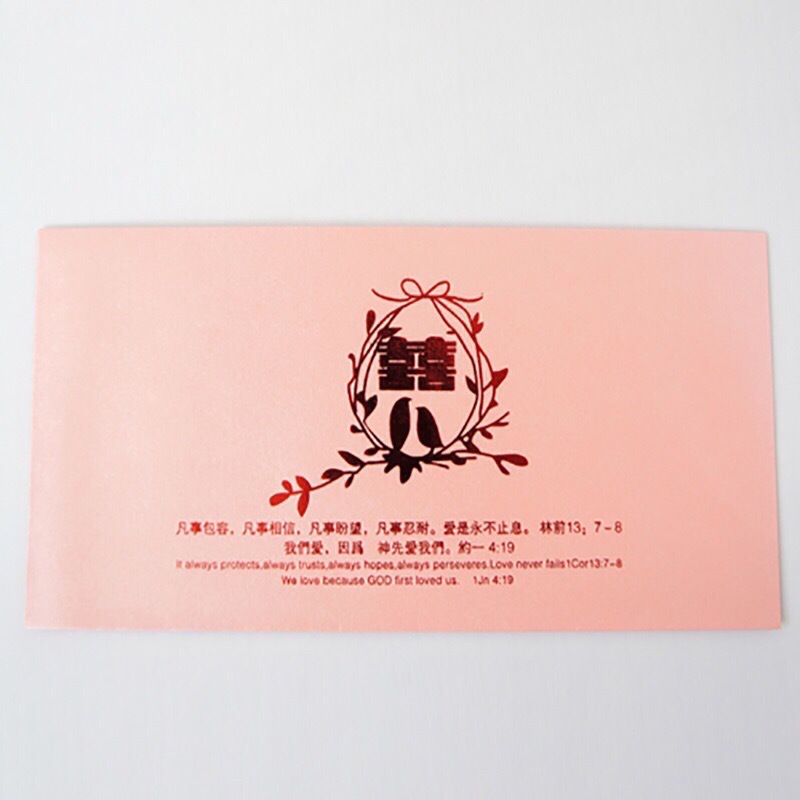 囍
凡事包容，凡事相信，凡事盼望，凡事忍耐。愛是永不止息。 林前13；7-8
我們愛，因爲　神先愛我們。約一 4:19
It always protects,always trusts,always hopes,always perseveres.Love never fails1Cor13:7-8
We love because GOD first loved us. 1Jn 4:19